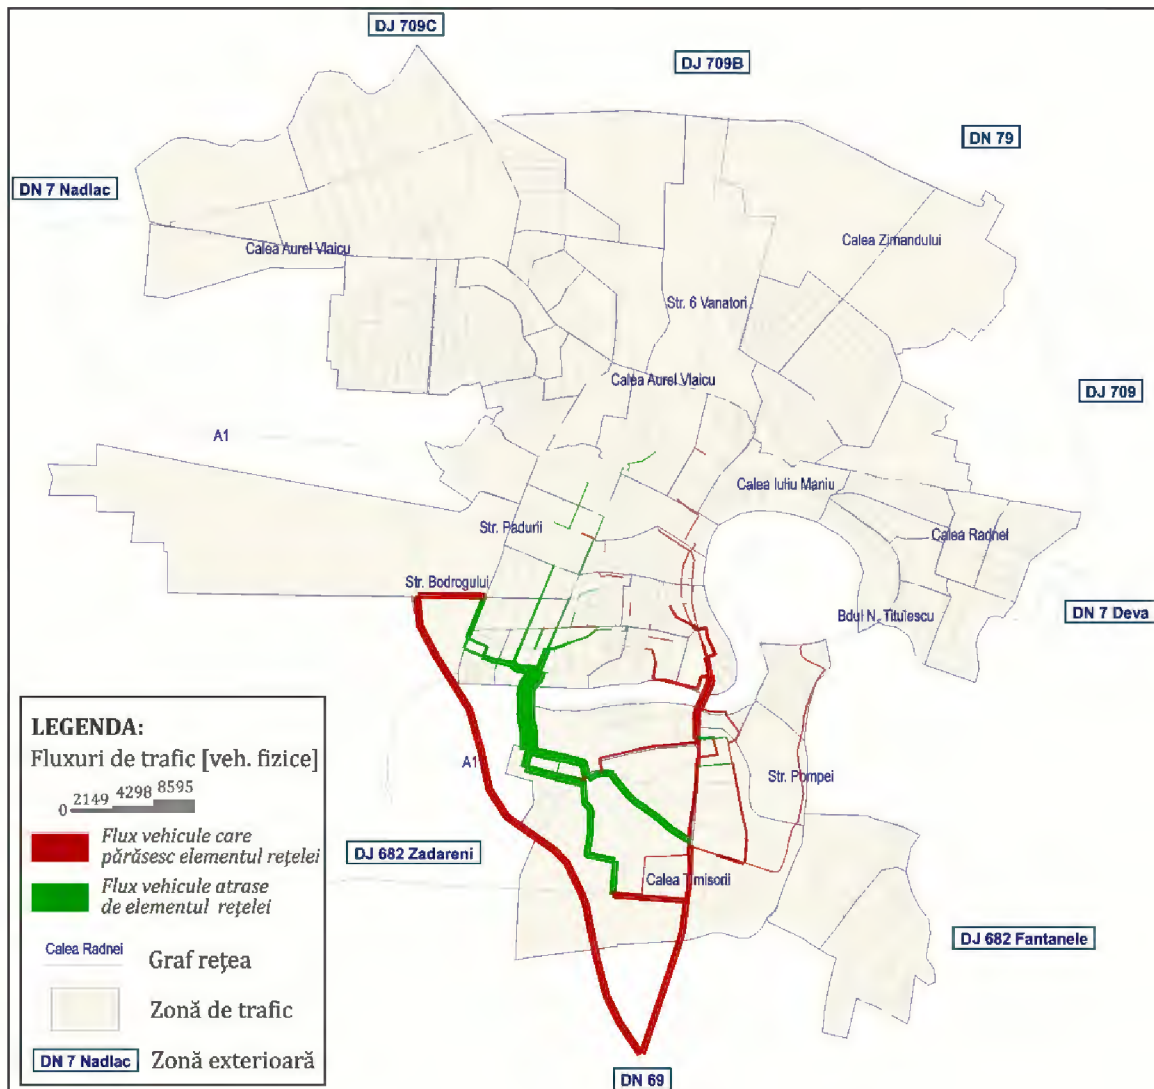 DJ 709C
DJ 709B
DN 79
DN 7 Nadlac
Calea Aurel Vlaicu
Calea Zimandului
Str. 6 Vanatori
Calea Aurel Vlaicu
DJ 709
A1
Calea Iuliu Maniu
Str. Padurii
Calea Radnei
Str. Bodrogului
Bdul N. Titulescu
DN 7 Deva
LEGENDA:
Fluxuri de trafic [veh. fizice]
0 2149 4298 8595
Flux vehicule care
părăsesc elementul rețelei
Flux vehicule atrase
de elementul rețelei
Calea Radnei
Graf rețea
Zonă de trafic
DN 7 Nadlac
Zonă exterioară
A1
Str. Pompei
DJ 682 Zadareni
Calea Timisorii
DJ 682 Fantanele
DN 69